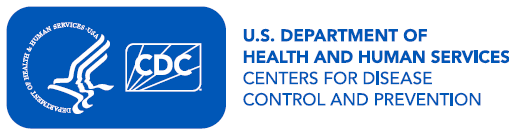 DEPARTMENT OF HEALTH & HUMAN SERVICES · USA
CDC
U.S. DEPARTMENT OF
HEALTH AND HUMAN SERVICES
CENTERS FOR DISEASE
CONTROL AND PREVENTION